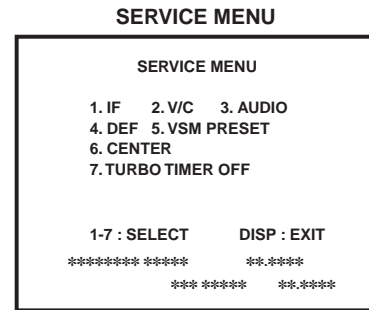 SERVICE MENU
SERVICE MENU
1. IF 2. V/C 3. AUDIO
4. DEF 5. VSM PRESET
6. CENTER
7. TURBO TIMER OFF
1-7 : SELECT DISP : EXIT
******** ***** **.****
*** ***** **.****